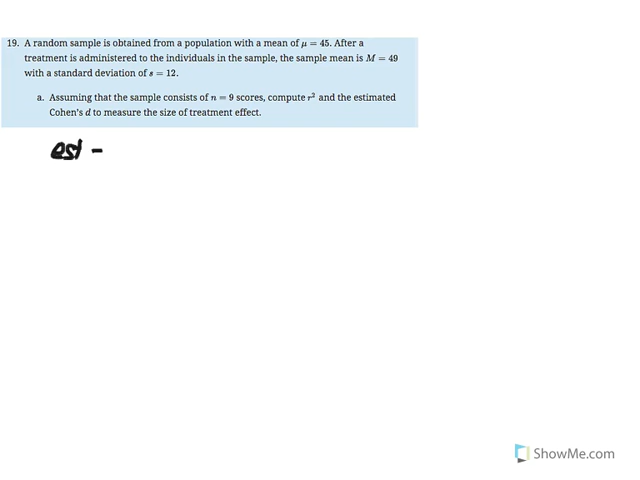 19. A random sample is obtained from a population with a mean of μ = 45. After a
treatment is administered to the individuals in the sample, the sample mean is M = 49
with a standard deviation of s = 12.
a. Assuming that the sample consists of n = 9 scores, compute r² and the estimated
Cohen's d to measure the size of treatment effect.
est -
ShowMe.com